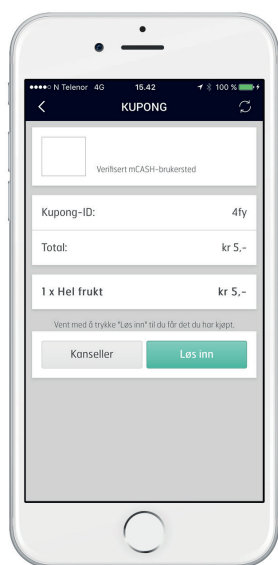 N Telenor 4G 15.42 100 %
KUPONG
Verifisert mCASH-brukersted
Kupong-ID: 4fy
Total: kr 5,-
1 x Hel frukt kr 5,-
Vent med å trykke "Løs inn" til du får det du har kjøpt.
Kanseller Løs inn